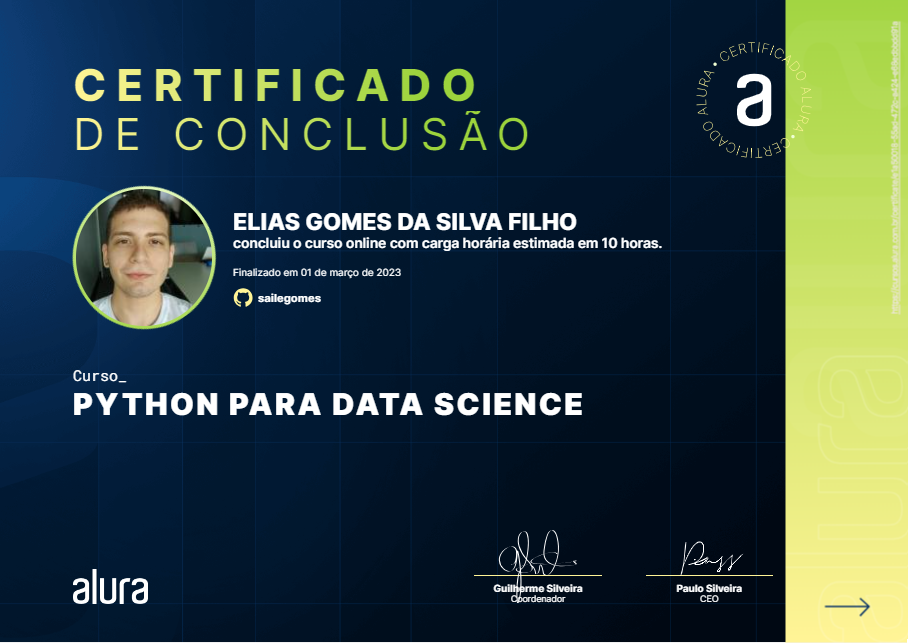 CERTIFICADO
DE CONCLUSÃO
CERTIFICADO ALURA • CERTIFICADO ALURA •
a
ELIAS GOMES DA SILVA FILHO
concluiu o curso online com carga horária estimada em 10 horas.
Finalizado em 01 de março de 2023
sailegomes
Curso_
PYTHON PARA DATA SCIENCE
alura
Guilherme Silveira
Coordenador
Paulo Silveira
CEO